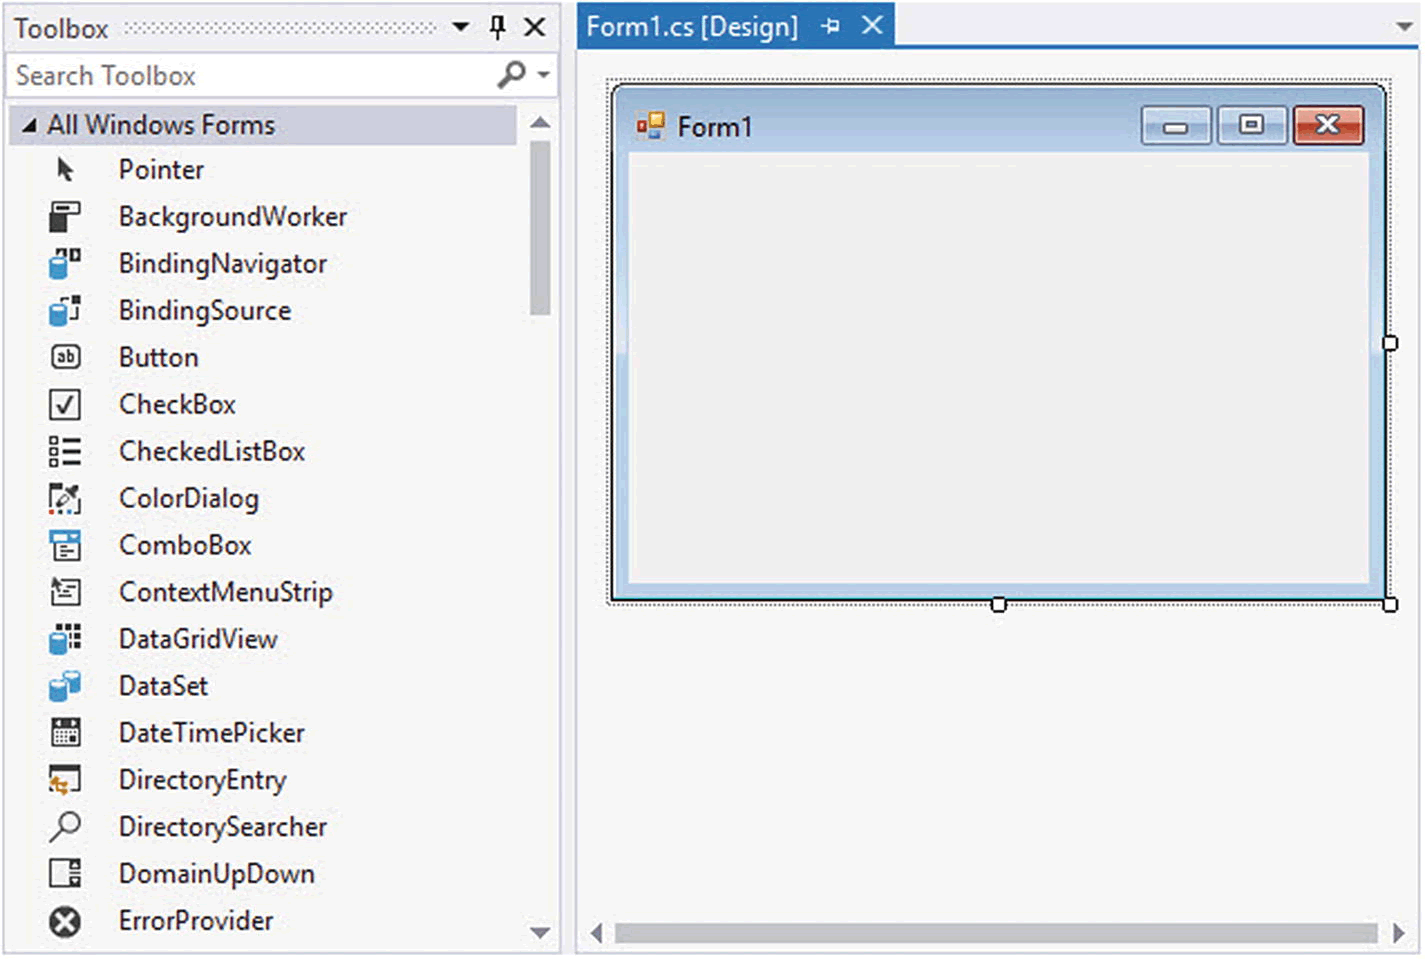 Toolbox
Search Toolbox
All Windows Forms
Pointer
BackgroundWorker
BindingNavigator
BindingSource
ab
Button
CheckBox
CheckedListBox
ColorDialog
ComboBox
ContextMenuStrip
DataGridView
DataSet
DateTimePicker
DirectoryEntry
DirectorySearcher
DomainUpDown
ErrorProvider
Form1.cs [Design]
Form1